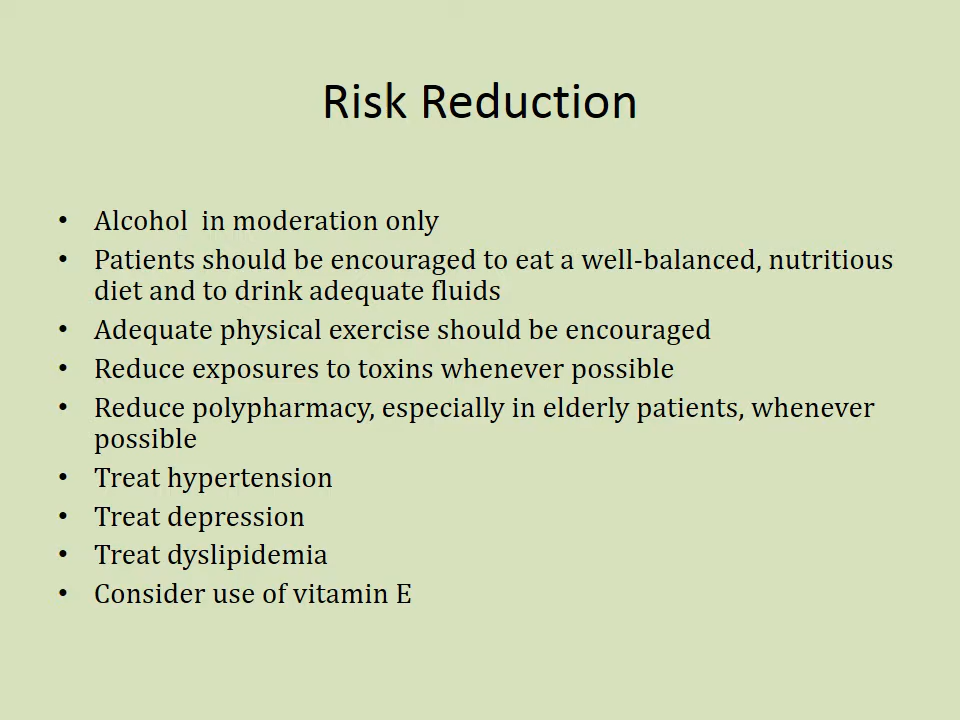 Risk Reduction
• Alcohol  in moderation only
• Patients should be encouraged to eat a well-balanced, nutritious
diet and to drink adequate fluids
• Adequate physical exercise should be encouraged
• Reduce exposures to toxins whenever possible
• Reduce polypharmacy, especially in elderly patients, whenever
possible
• Treat hypertension
• Treat depression
• Treat dyslipidemia
• Consider use of vitamin E